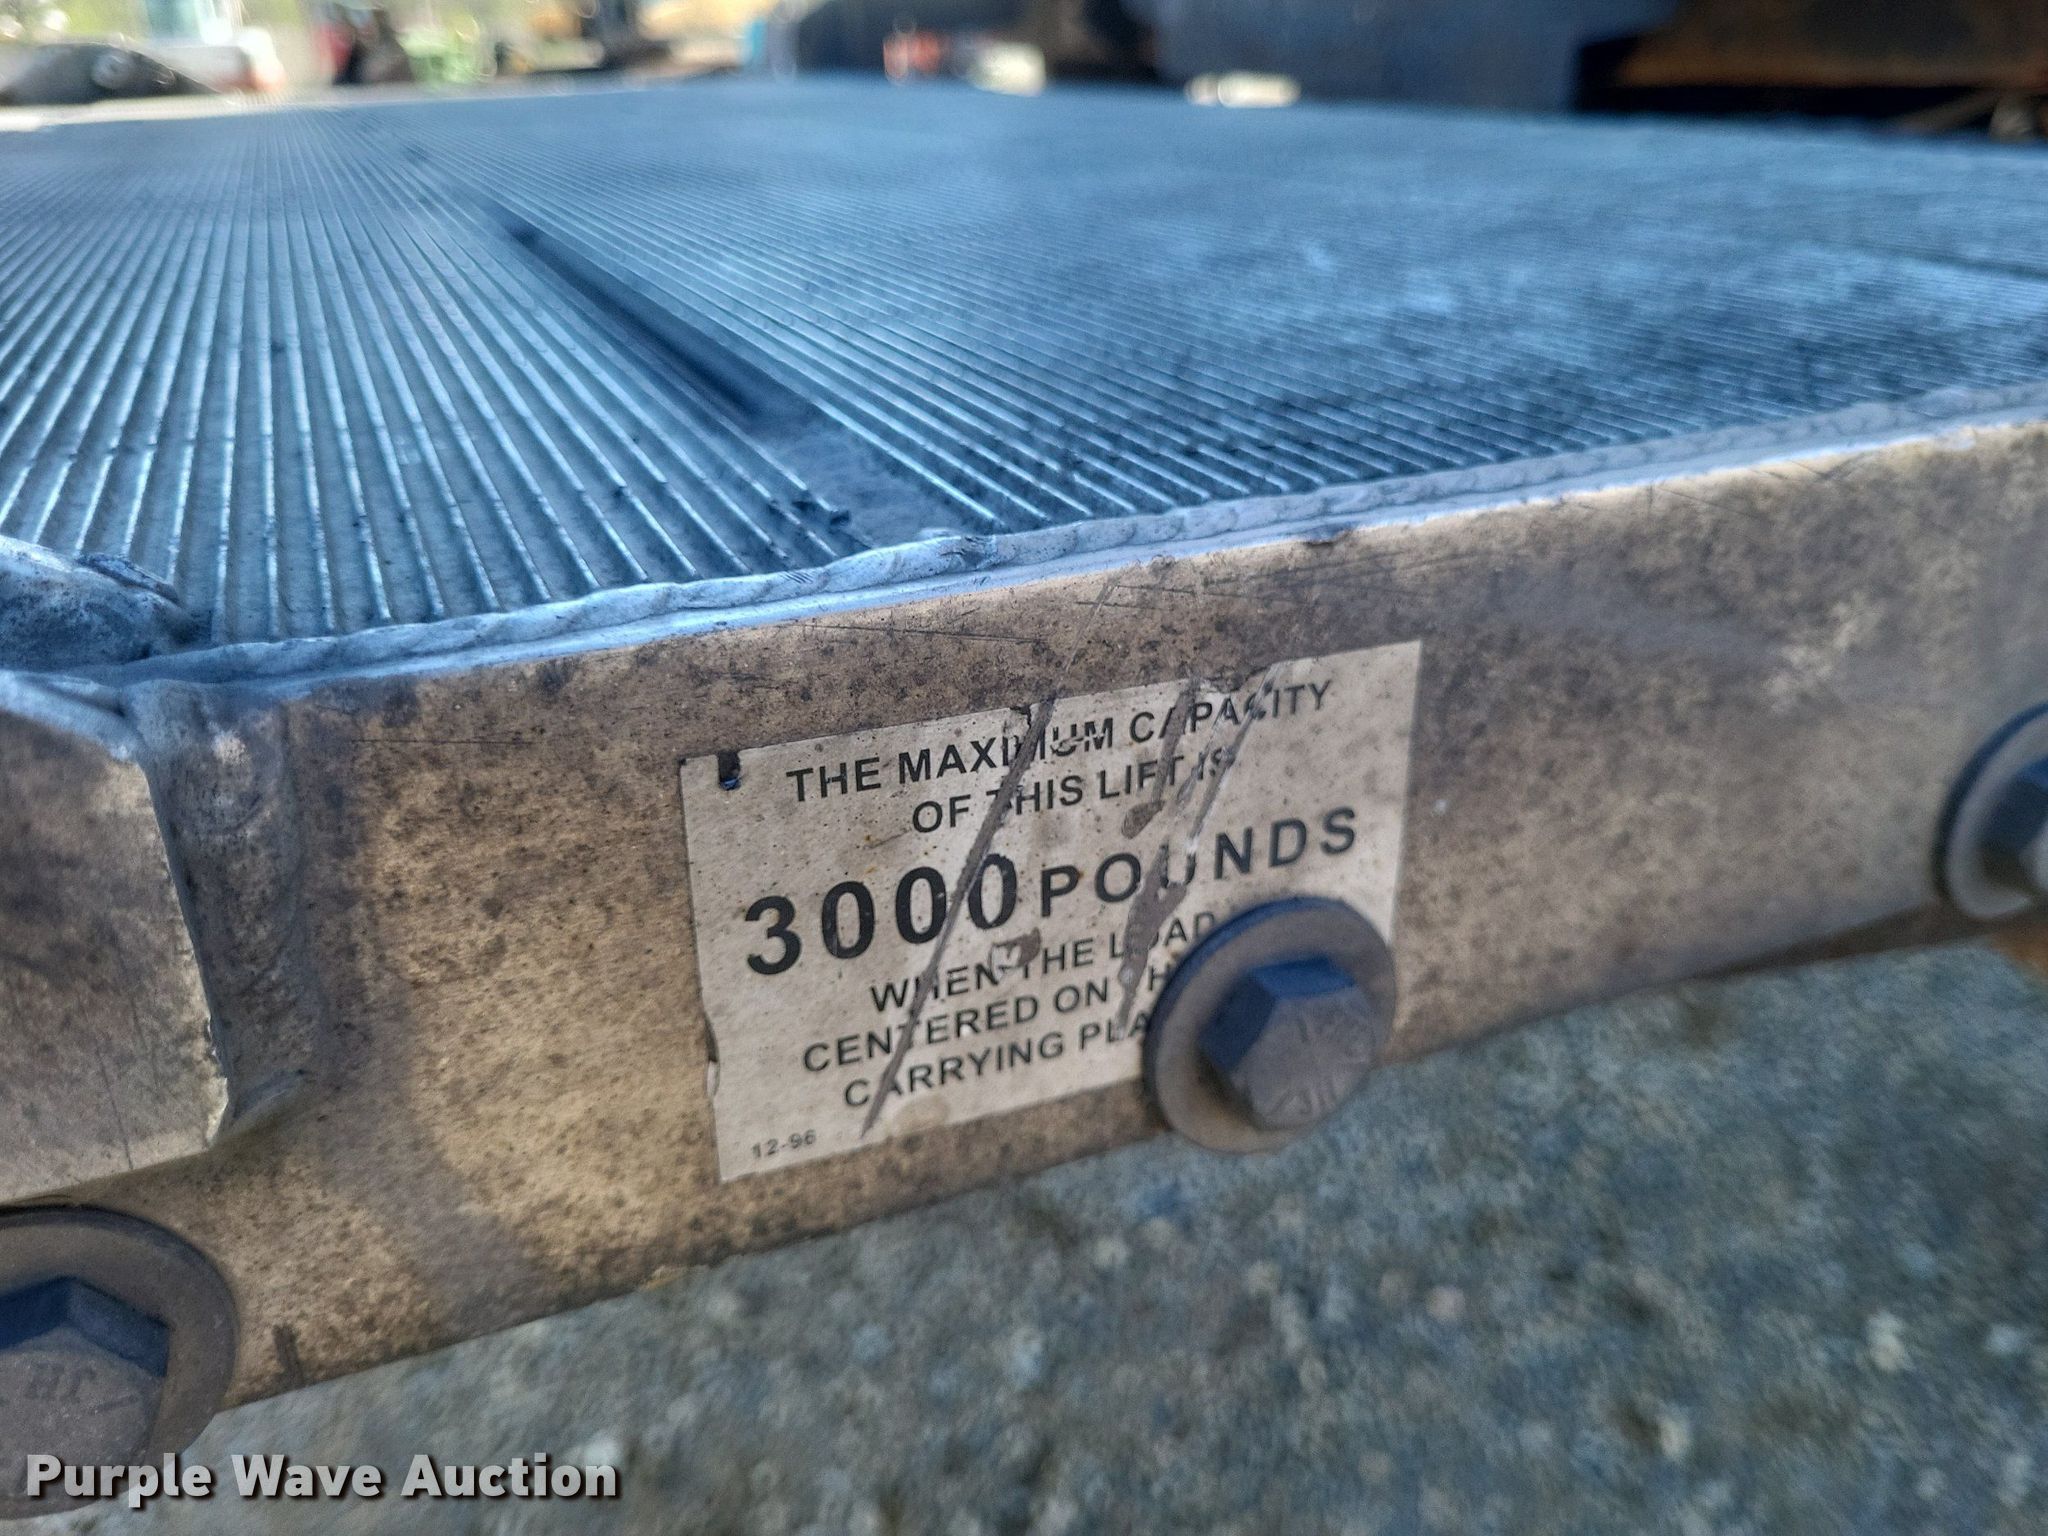 THE MAXIMUM CAPACITY
OF THIS LIFT IS
3000 POUNDS
WHEN THE LOAD
CENTERED ON
CARRYING
12-96
Purple Wave Auction